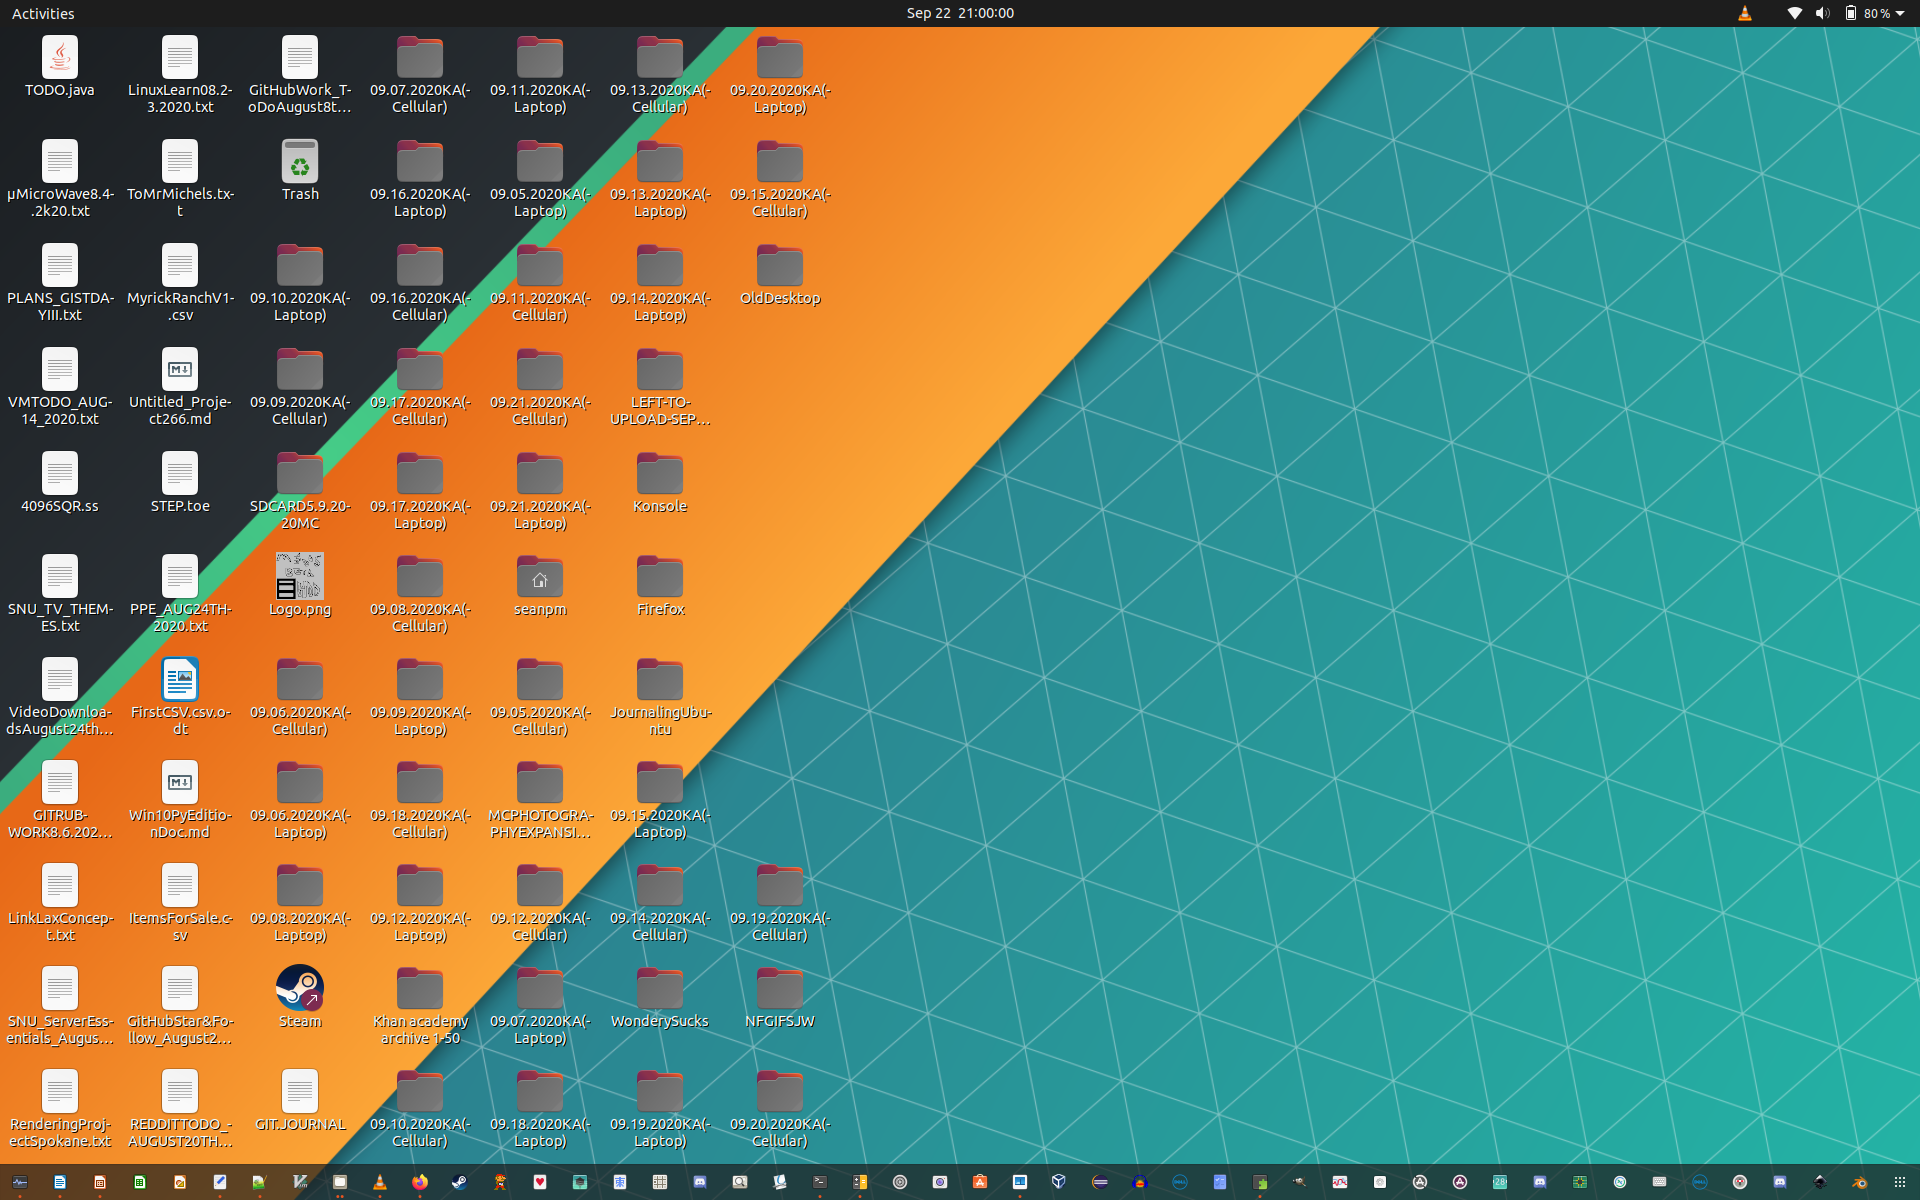 Activities
Sep 22 21:00:00
80 %
TODO.java
LinuxLearn08.2-
3.2020.txt
GitHubWork_T-
oDoAugust8t...
09.07.2020KA(-
Cellular)
09.11.2020KA(-
Laptop)
09.13.2020KA(-
Cellular)
09.20.2020KA(-
Laptop)
µMicroWave8.4-
.2k20.txt
ToMrMichels.tx-
t
Trash
09.16.2020KA(-
Laptop)
09.05.2020KA(-
Laptop)
09.13.2020KA(-
Laptop)
09.15.2020KA(-
Cellular)
PLANS_GISTDA-
YIII.txt
MyrickRanchV1-
.csv
09.10.2020KA(-
Laptop)
09.16.2020KA(-
Cellular)
09.11.2020KA(-
Cellular)
09.14.2020KA(-
Laptop)
OldDesktop
VMTODO_AUG-
14_2020.txt
Untitled_Proje-
ct266.md
09.09.2020KA(-
Cellular)
09.17.2020KA(-
Cellular)
09.21.2020KA(-
Cellular)
LEFT-TO-
UPLOAD-SEP...
4096SQR.ss
STEP.toe
SDCARD5.9.20-
20MC
09.17.2020KA(-
Laptop)
09.21.2020KA(-
Laptop)
Konsole
SNU_TV_THEM-
ES.txt
PPE_AUG24TH-
2020.txt
Logo.png
09.08.2020KA(-
Cellular)
seanpm
Firefox
VideoDownloa-
dsAugust24th...
FirstCSV.csv.o-
dt
09.06.2020KA(-
Cellular)
09.09.2020KA(-
Laptop)
09.05.2020KA(-
Cellular)
JournalingUbu-
ntu
GITRUB-
WORK8.6.202...
Win10PyEditio-
nDoc.md
09.06.2020KA(-
Laptop)
09.18.2020KA(-
Cellular)
MCPHOTOGRA-
PHYEXPANSI...
09.15.2020KA(-
Laptop)
LinkLaxConcep-
t.txt
ItemsForSale.c-
sv
09.08.2020KA(-
Laptop)
09.12.2020KA(-
Laptop)
09.12.2020KA(-
Cellular)
09.14.2020KA(-
Cellular)
09.19.2020KA(-
Cellular)
SNU_ServerEss-
entials_Augus...
GitHubStar&Fo-
llow_August2...
Steam
Khan academy
archive 1-50
09.07.2020KA(-
Laptop)
WonderySucks
NFGIFSJW
RenderingProj-
ectSpokane.txt
REDDITTODO_-
AUGUST20TH...
GIT.JOURNAL
09.10.2020KA(-
Cellular)
09.18.2020KA(-
Laptop)
09.19.2020KA(-
Laptop)
09.20.2020KA(-
Cellular)